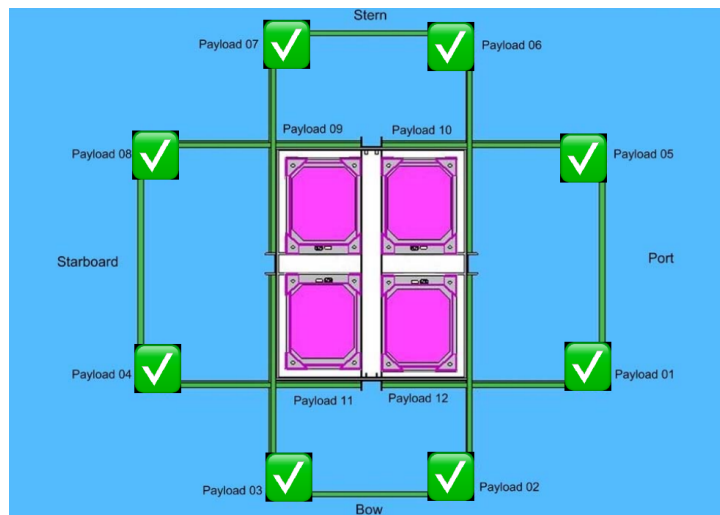 Stern
Payload 07
Payload 06
Payload 09
Payload 10
Payload 08
Payload 05
Starboard
Port
Payload 04
Payload 01
Payload 11
Payload 12
Payload 03
Payload 02
Bow